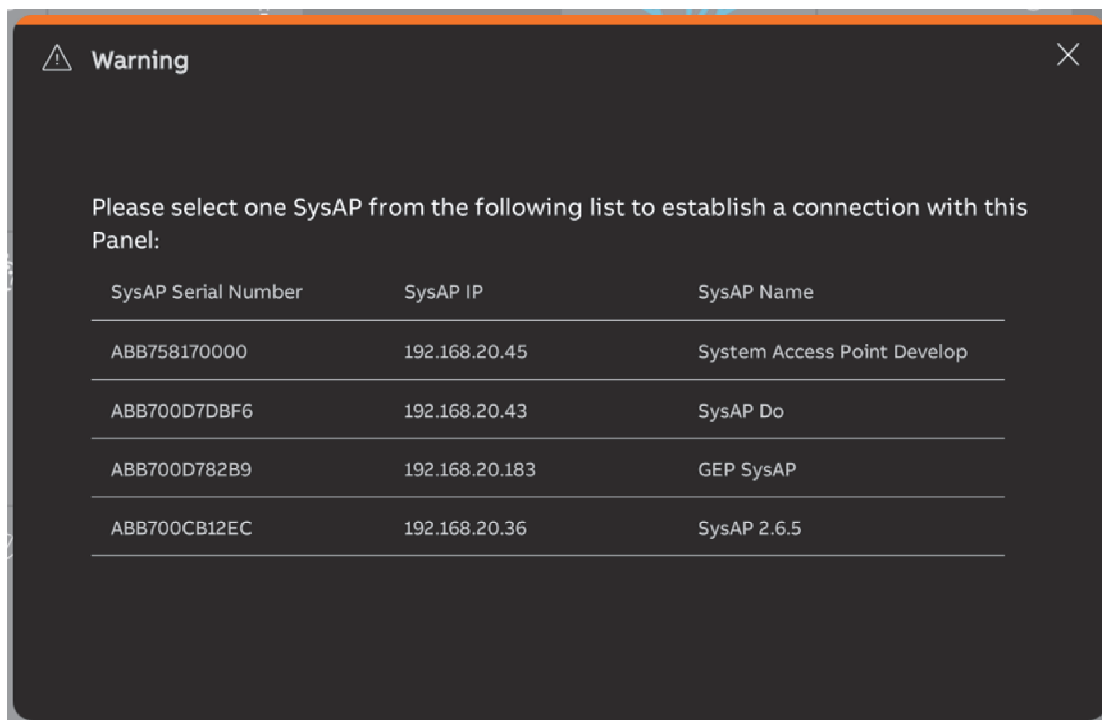 Warning
Please select one SysAP from the following list to establish a connection with this
Panel:
SysAP Serial Number SysAP IP SysAP Name
ABB758170000 192.168.20.45 System Access Point Develop
ABB700D7DBF6 192.168.20.43 SysAP Do
ABB700D782B9 192.168.20.183 GEP SysAP
ABB700CB12EC 192.168.20.36 SysAP 2.6.5